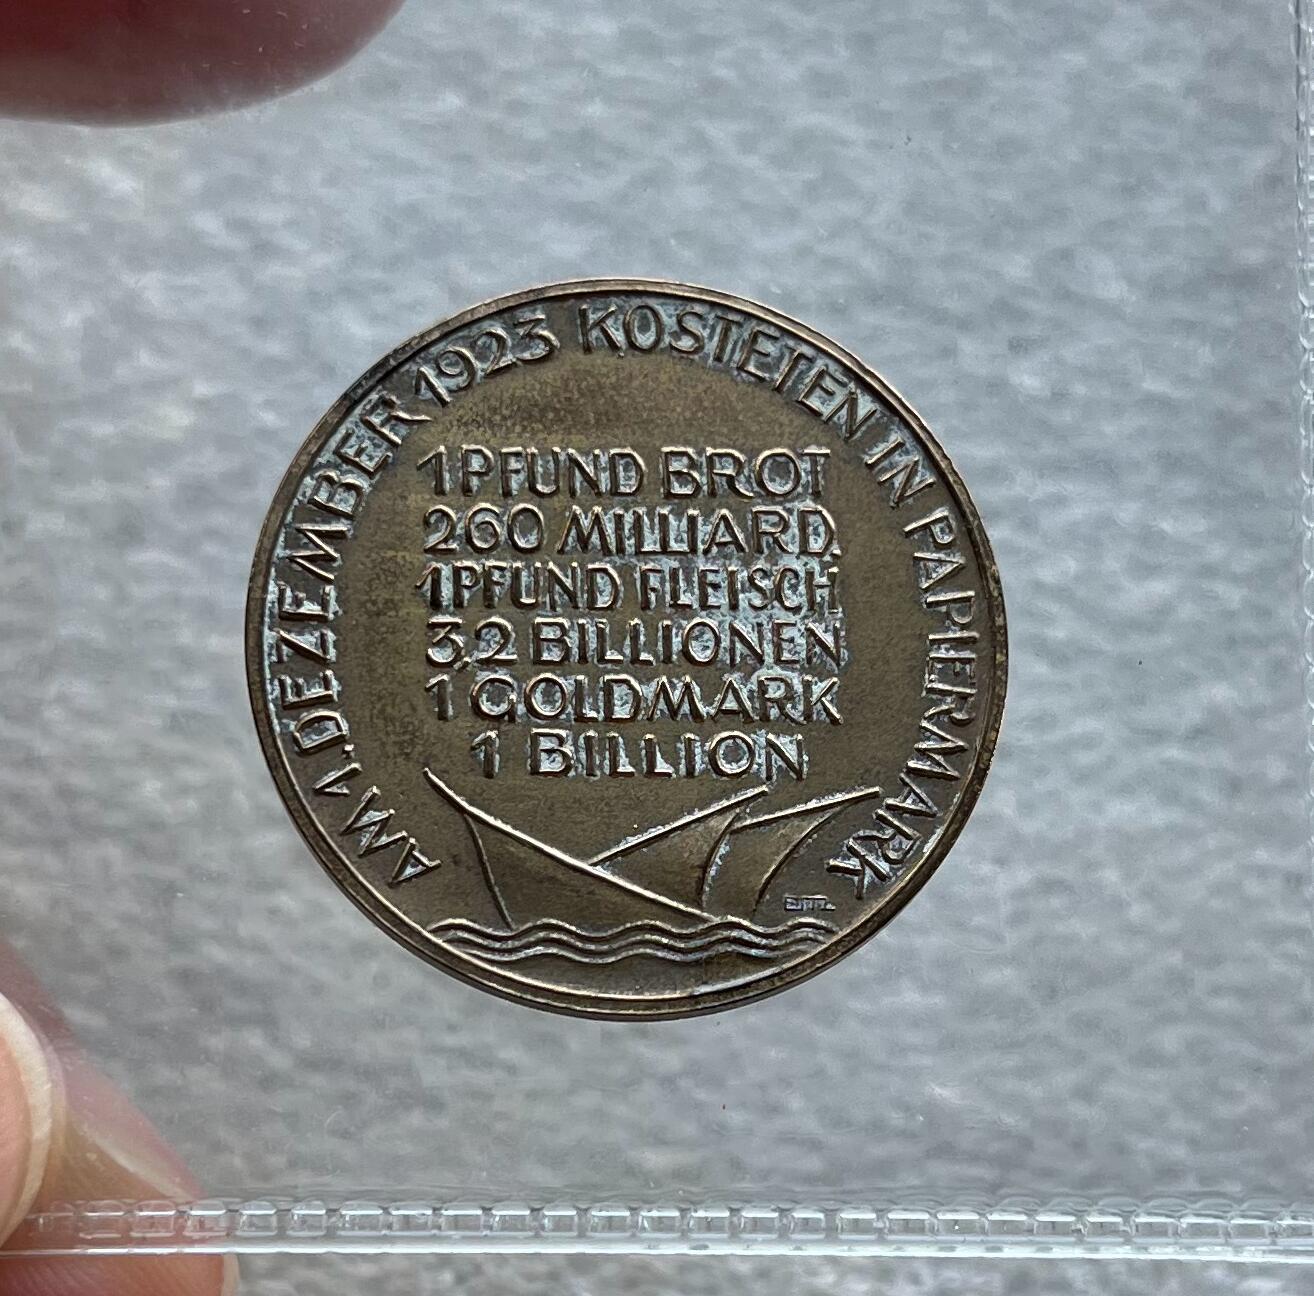 AM 1. DEZEMBER 1923 KOSTETEN IN PAPIERMARK
1 PFUND BROT
260 MILLIARD.
1 PFUND FLEISCH
3,2 BILLIONEN
1 GOLDMARK
1 BILLION